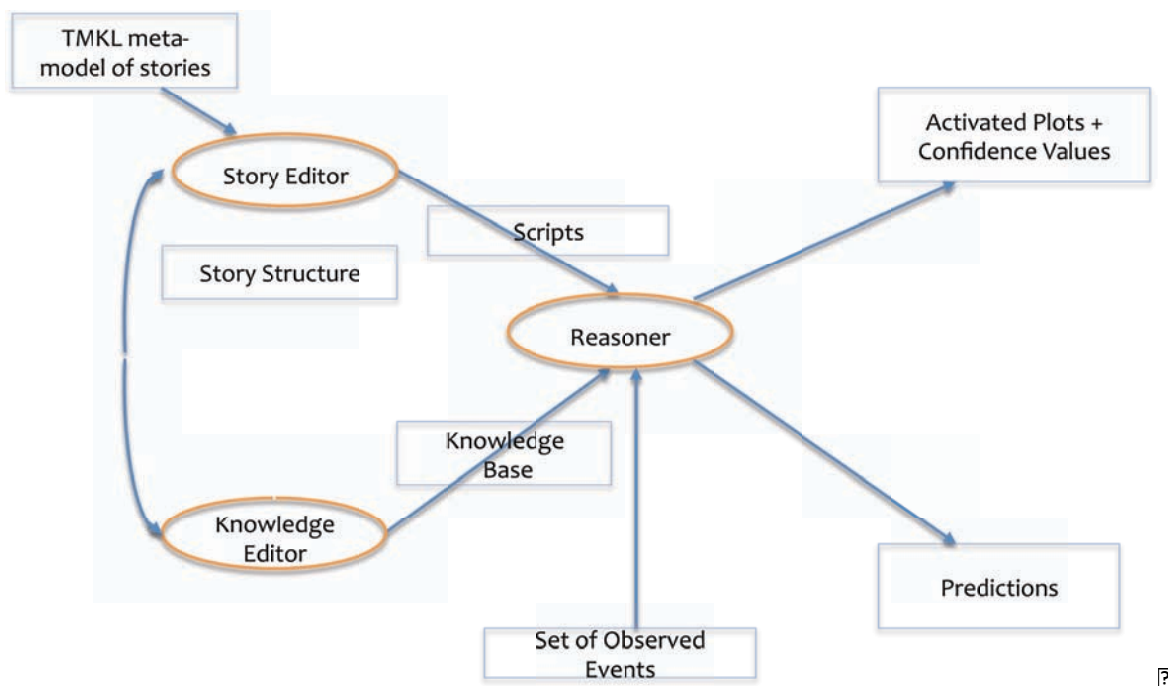 TMKL meta-
model of stories
Story Editor
Activated Plots +
Confidence Values
Scripts
Story Structure
Reasoner
Knowledge
Base
Knowledge
Editor
Predictions
Set of Observed
Events
?